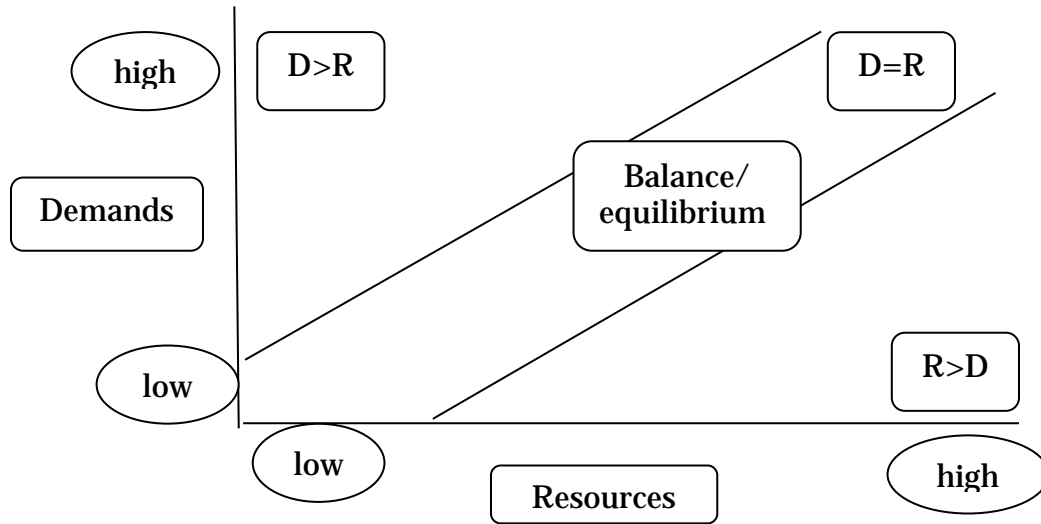 high
D>R
D=R
Balance/
equilibrium
Demands
R>D
low
low
high
Resources